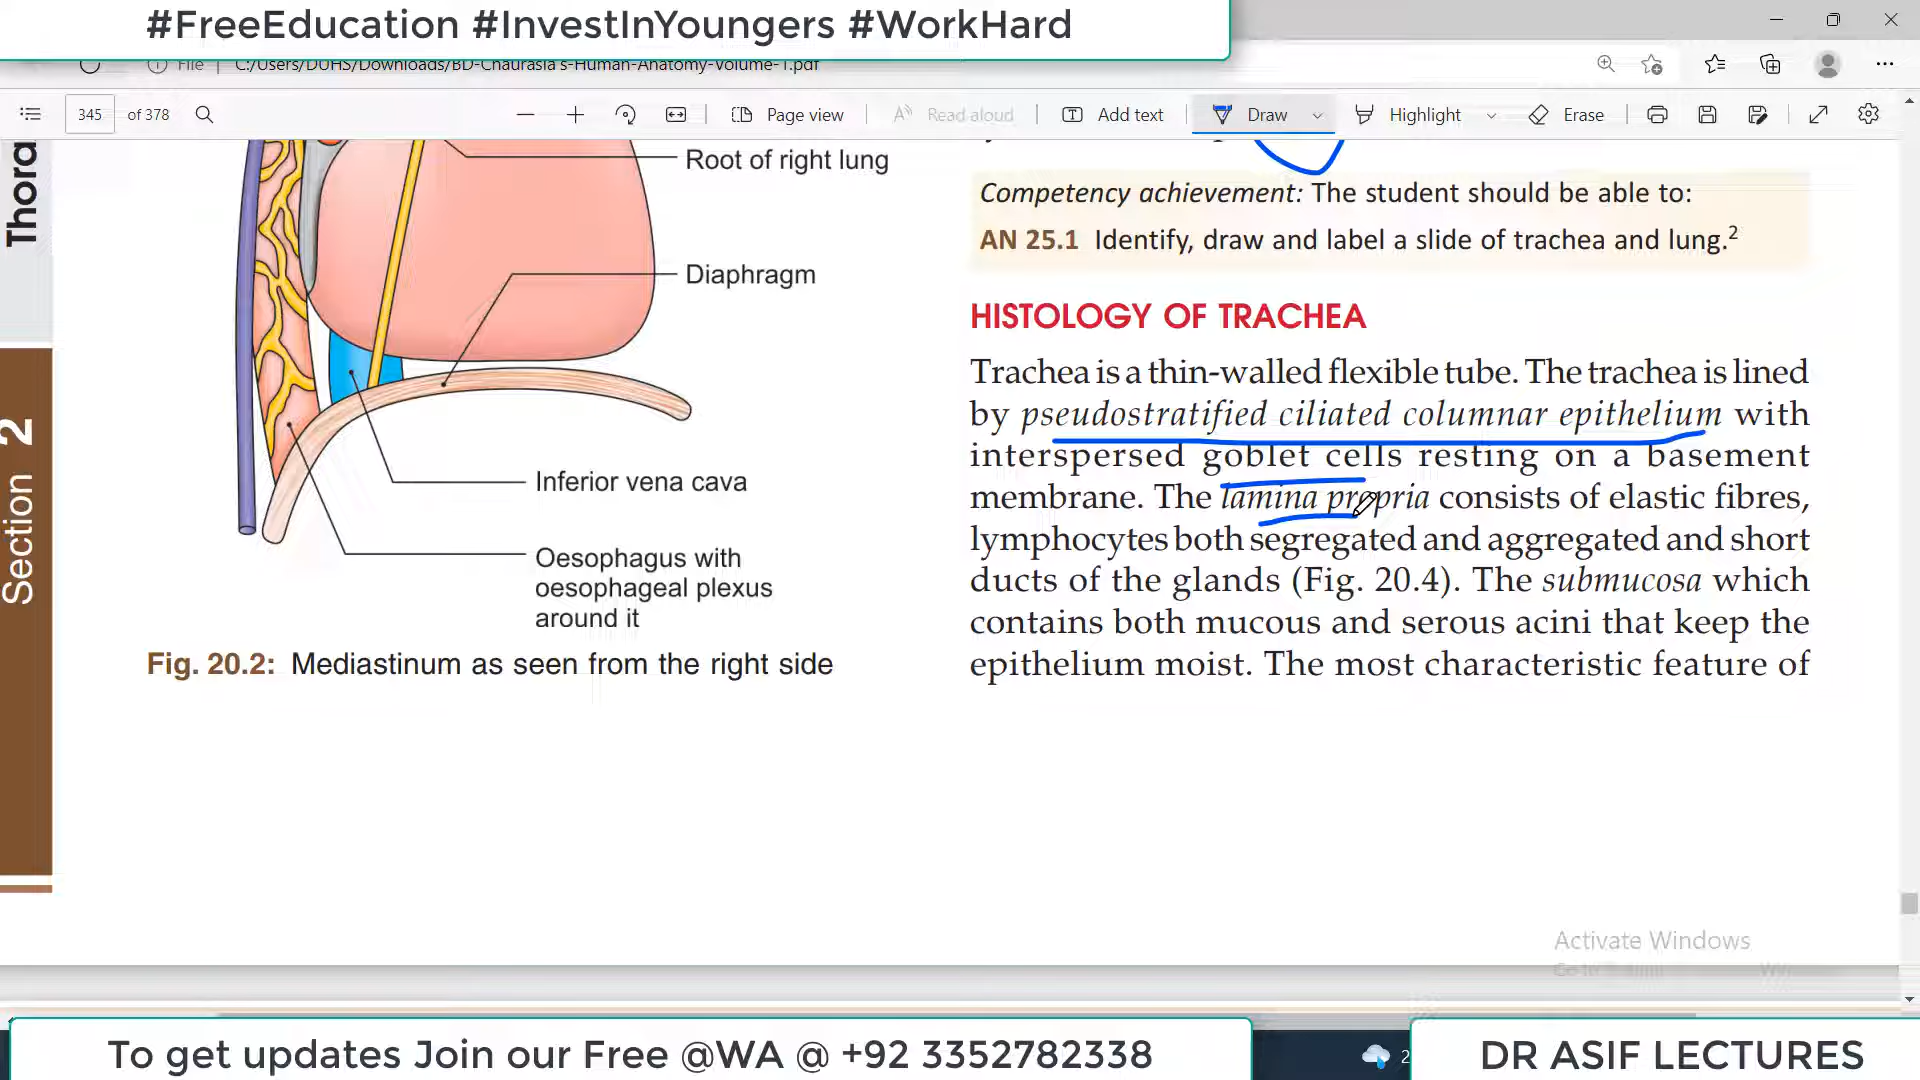 #FreeEducation #InvestInYoungers #WorkHard
File C:/Users/DUHS/Downloads/BD-Chaurasia s-Human-Anatomy-Volume-1.pdf
345 of 378 Page view Read aloud Add text Draw Highlight Erase
Thora
Section 2
Root of right lung
Diaphragm
Inferior vena cava
Oesophagus with
oesophageal plexus
around it
Fig. 20.2: Mediastinum as seen from the right side
Competency achievement: The student should be able to:
AN 25.1 Identify, draw and label a slide of trachea and lung.2
HISTOLOGY OF TRACHEA
Trachea is a thin-walled flexible tube. The trachea is lined
by pseudostratified ciliated columnar epithelium with
interspersed goblet cells resting on a basement
membrane. The lamina propria consists of elastic fibres,
lymphocytes both segregated and aggregated and short
ducts of the glands (Fig. 20.4). The submucosa which
contains both mucous and serous acini that keep the
epithelium moist. The most characteristic feature of
Activate Windows
To get updates Join our Free @WA @ +92 3352782338
2
DR ASIF LECTURES